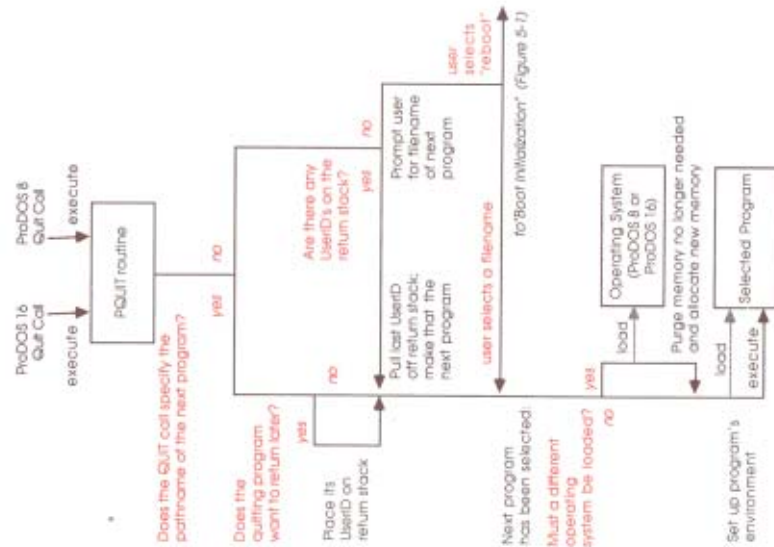 ProDOS 16
Quit Call
ProDOS 8
Quit Call
execute
execute
PQUIT routine
Does the QUIT call specify the
pathname of the next program?
yes
no
Does the
quitting program
want to return later?
yes
no
Place its
UserID on
return stack
Are there any
UserID's on the
return stack?
yes
no
Pull last UserID
off return stack;
make that the
next program
Prompt user
for filename
of next
program
user selects a filename
user
selects
"reboot"
to "Boot Initialization" (Figure 5-1)
Next program
has been selected:
Must a different
operating
system be loaded?
yes
no
load
Operating System
(ProDOS 8 or
ProDOS 16)
Purge memory no longer needed
and allocate new memory
Set up program's
environment
load
execute
Selected Program